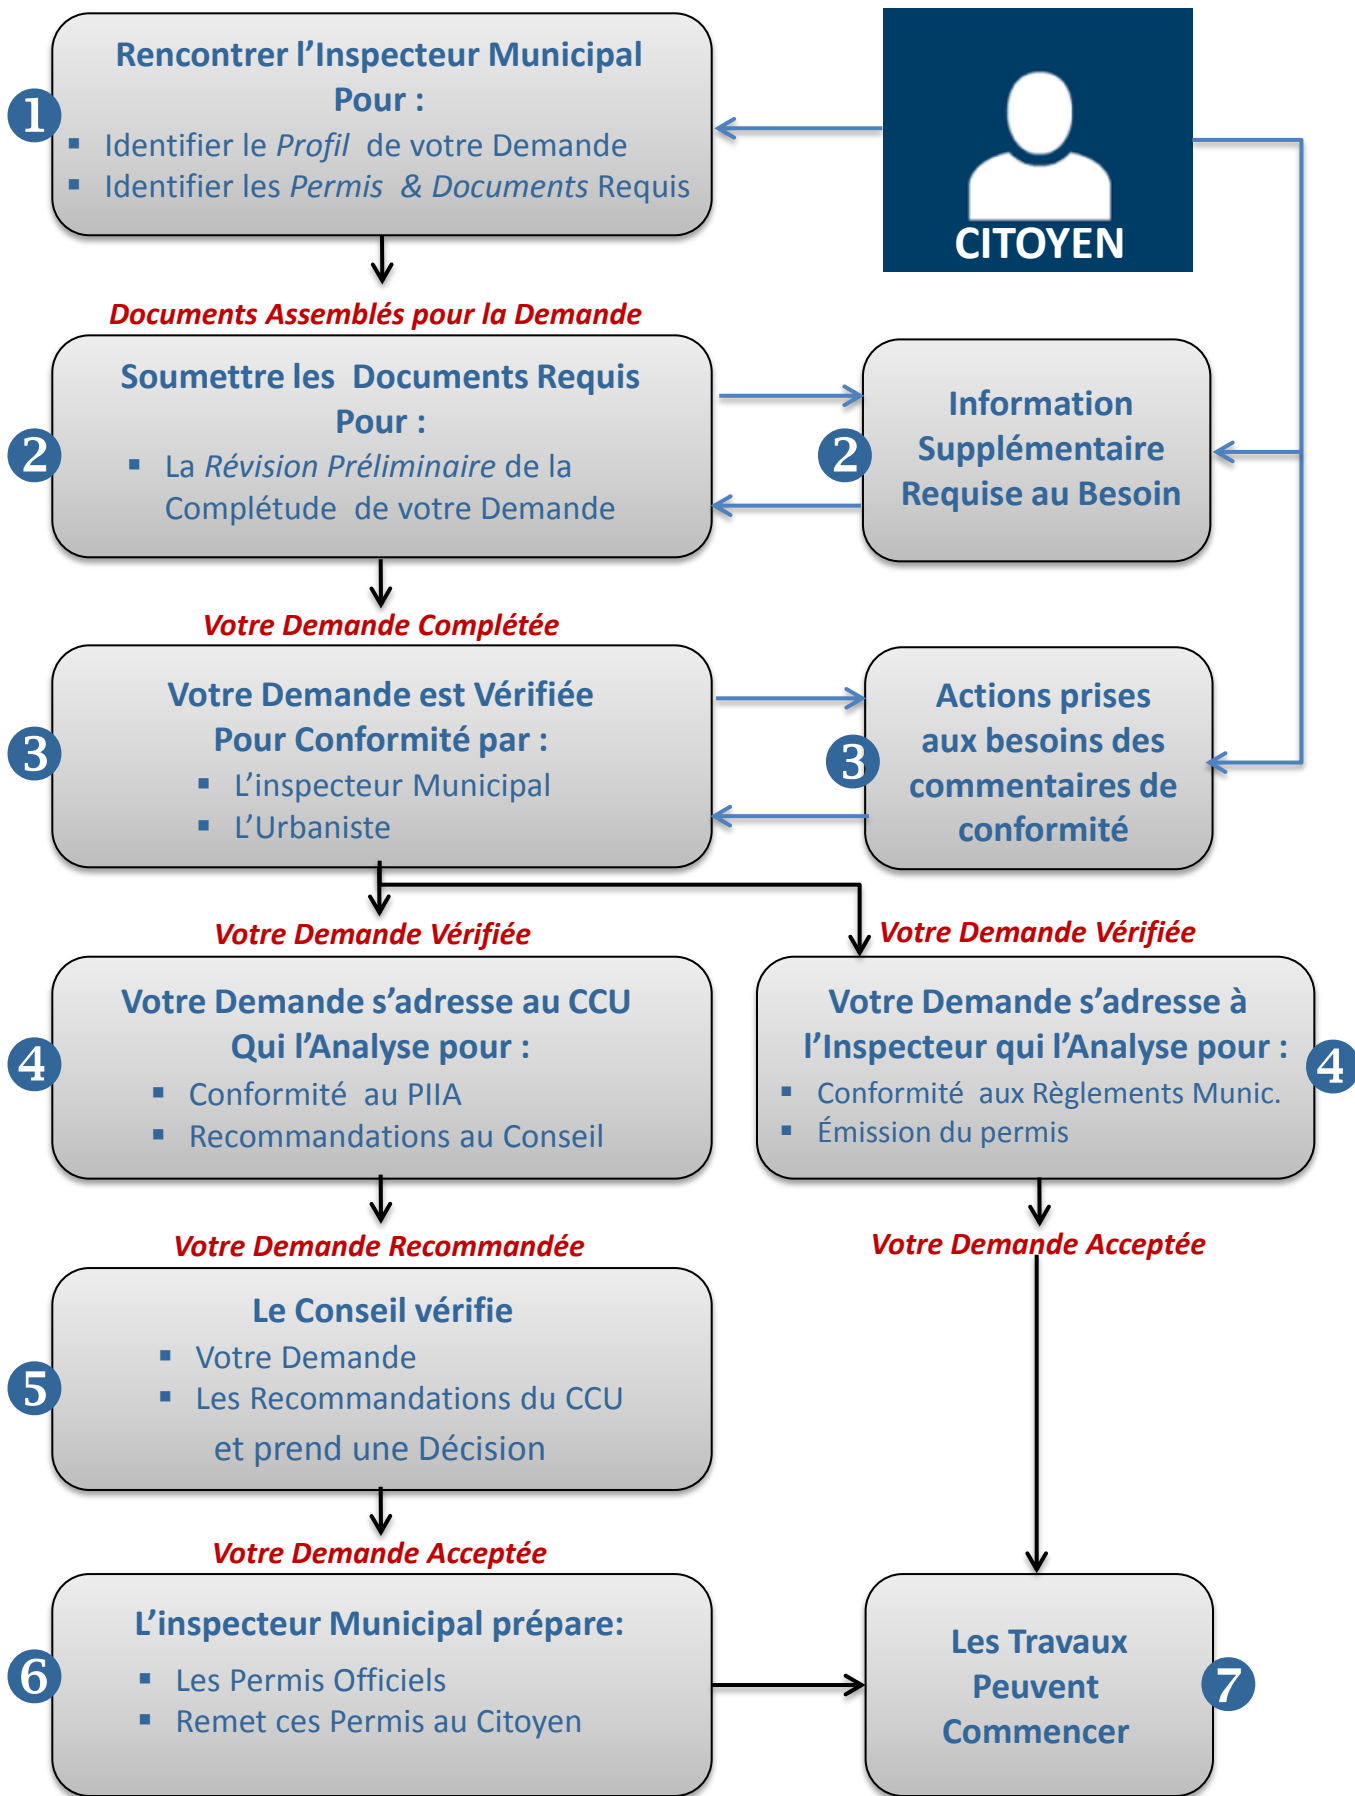 Rencontrer l'Inspecteur Municipal
Pour :
1
▪ Identifier le Profil de votre Demande
▪ Identifier les Permis & Documents Requis
CITOYEN
Documents Assemblés pour la Demande
Soumettre les Documents Requis
Pour :
2
▪ La Révision Préliminaire de la
Complétude de votre Demande
Information
2
Supplémentaire
Requise au Besoin
Votre Demande Complétée
Votre Demande est Vérifiée
Pour Conformité par :
3
▪ L'inspecteur Municipal
▪ L'Urbaniste
Actions prises
aux besoins des
3
commentaires de
conformité
Votre Demande Vérifiée
Votre Demande s'adresse au CCU
Qui l'Analyse pour :
4
▪ Conformité au PIIA
▪ Recommandations au Conseil
Votre Demande Vérifiée
Votre Demande s'adresse à
l'Inspecteur qui l'Analyse pour :
4
▪ Conformité aux Règlements Munic.
▪ Émission du permis
Votre Demande Recommandée
Votre Demande Acceptée
Le Conseil vérifie
▪ Votre Demande
5
▪ Les Recommandations du CCU
et prend une Décision
Votre Demande Acceptée
L'inspecteur Municipal prépare:
6
▪ Les Permis Officiels
▪ Remet ces Permis au Citoyen
Les Travaux
Peuvent
7
Commencer